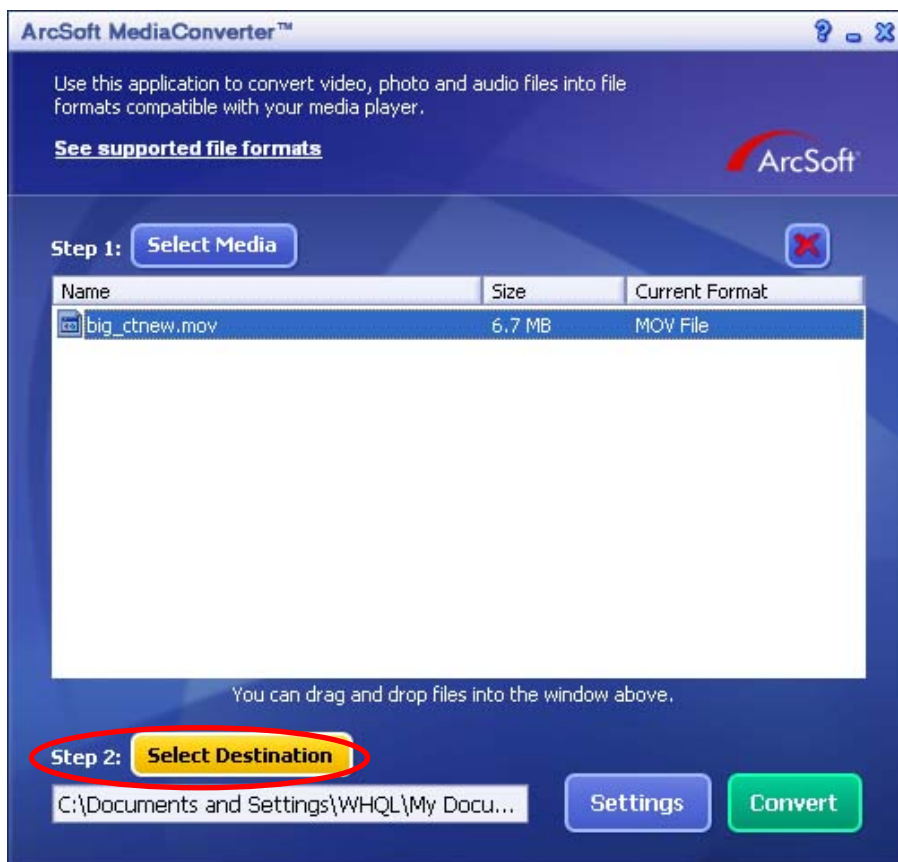 ArcSoft MediaConverter™
Use this application to convert video, photo and audio files into file
formats compatible with your media player.
See supported file formats
ArcSoft
Step 1: Select Media
Name Size Current Format
big_ctnew.mov 6.7 MB MOV File
You can drag and drop files into the window above.
Step 2: Select Destination
C:\Documents and Settings\WHQL\My Docu...
Settings Convert